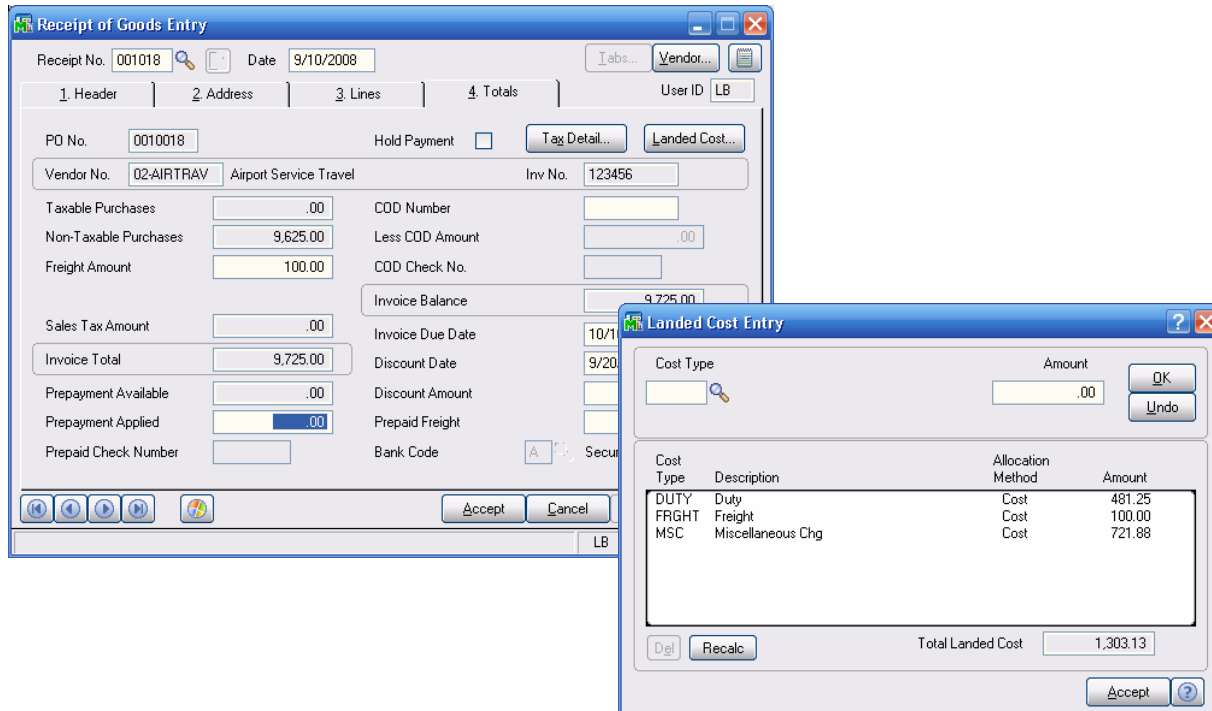 Receipt of Goods Entry
Receipt No. 001018 Date 9/10/2008 Tabs... Vendor...
1. Header 2. Address 3. Lines 4. Totals User ID LB
PO No. 0010018 Hold Payment Tax Detail... Landed Cost...
Vendor No. 02-AIRTRAV Airport Service Travel Inv No. 123456
Taxable Purchases .00 COD Number
Non-Taxable Purchases 9,625.00 Less COD Amount .00
Freight Amount 100.00 COD Check No.
Invoice Balance 9,725.00
Sales Tax Amount .00 Invoice Due Date 10/1
Invoice Total 9,725.00 Discount Date 9/20
Prepayment Available .00 Discount Amount
Prepayment Applied .00 Prepaid Freight
Prepaid Check Number Bank Code A Secur
Accept Cancel
LB
Landed Cost Entry
Cost Type Amount
.00 OK
Undo
Cost Type Description Allocation Method Amount
DUTY Duty Cost 481.25
FRGHT Freight Cost 100.00
MSC Miscellaneous Chg Cost 721.88
Del Recalc Total Landed Cost 1,303.13
Accept